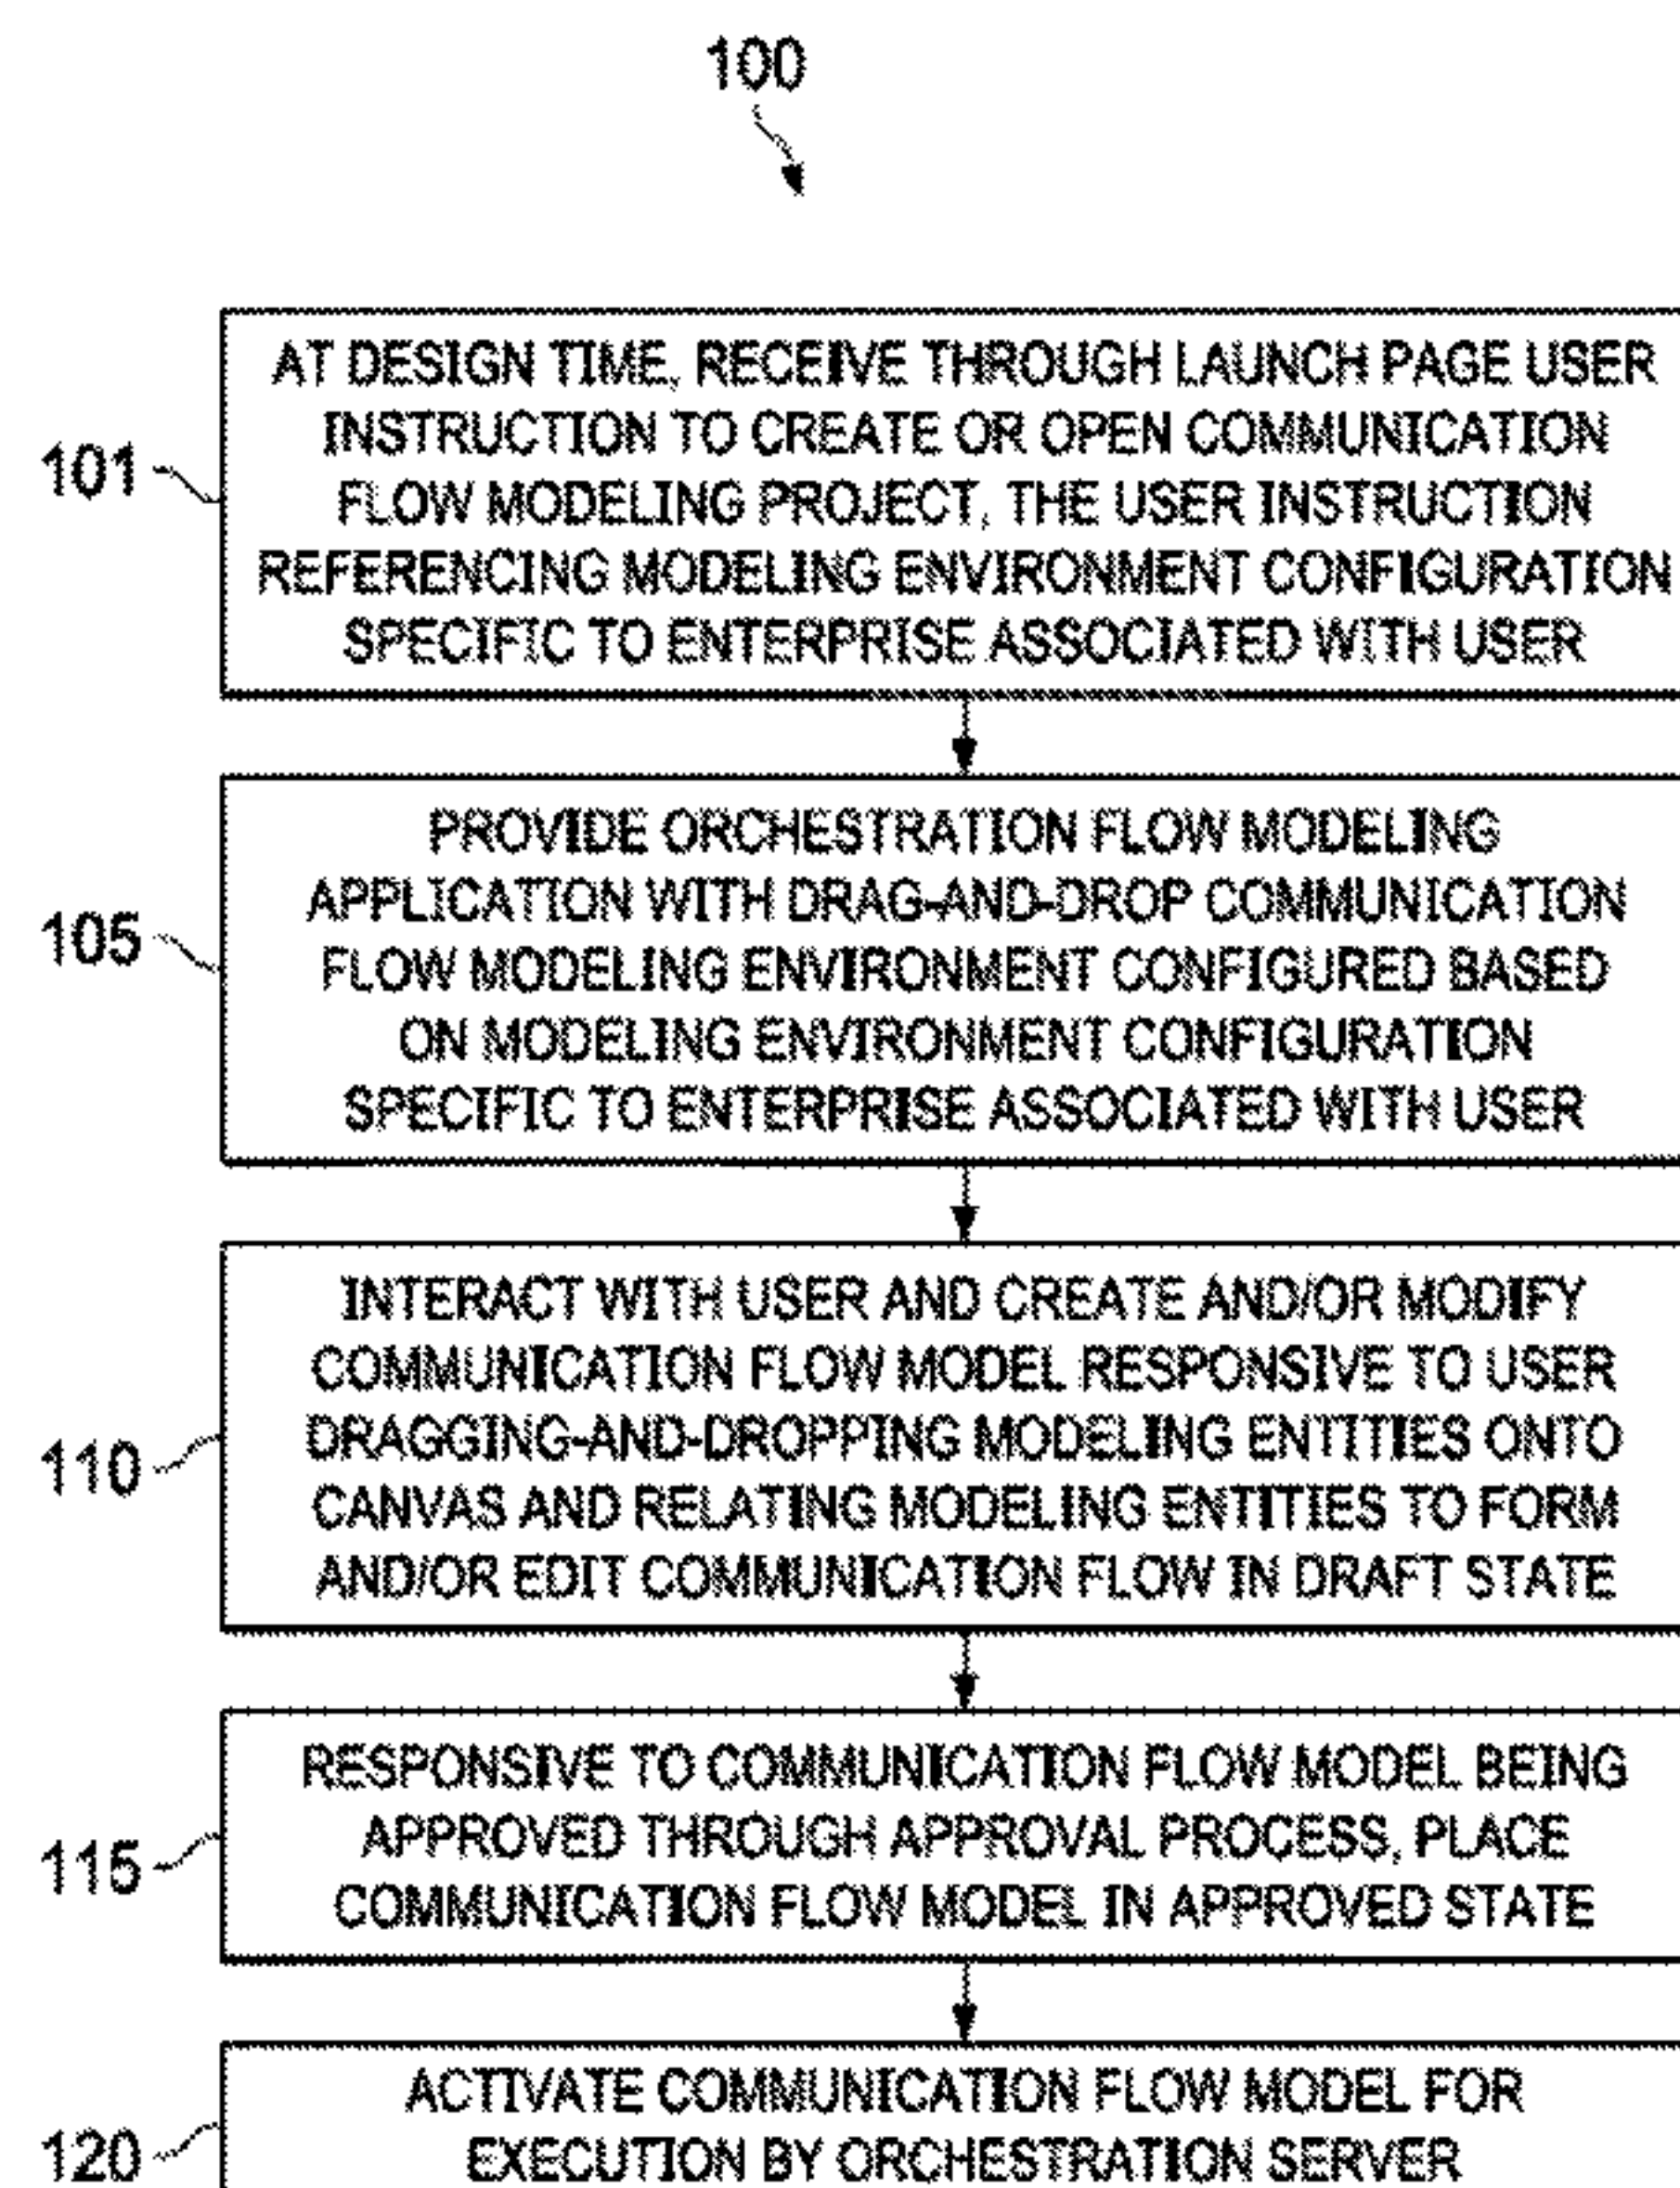 100
101
AT DESIGN TIME, RECEIVE THROUGH LAUNCH PAGE USER
INSTRUCTION TO CREATE OR OPEN COMMUNICATION
FLOW MODELING PROJECT, THE USER INSTRUCTION
REFERENCING MODELING ENVIRONMENT CONFIGURATION
SPECIFIC TO ENTERPRISE ASSOCIATED WITH USER
105
PROVIDE ORCHESTRATION FLOW MODELING
APPLICATION WITH DRAG-AND-DROP COMMUNICATION
FLOW MODELING ENVIRONMENT CONFIGURED BASED
ON MODELING ENVIRONMENT CONFIGURATION
SPECIFIC TO ENTERPRISE ASSOCIATED WITH USER
110
INTERACT WITH USER AND CREATE AND/OR MODIFY
COMMUNICATION FLOW MODEL RESPONSIVE TO USER
DRAGGING-AND-DROPPING MODELING ENTITIES ONTO
CANVAS AND RELATING MODELING ENTITIES TO FORM
AND/OR EDIT COMMUNICATION FLOW IN DRAFT STATE
115
RESPONSIVE TO COMMUNICATION FLOW MODEL BEING
APPROVED THROUGH APPROVAL PROCESS, PLACE
COMMUNICATION FLOW MODEL IN APPROVED STATE
120
ACTIVATE COMMUNICATION FLOW MODEL FOR
EXECUTION BY ORCHESTRATION SERVER